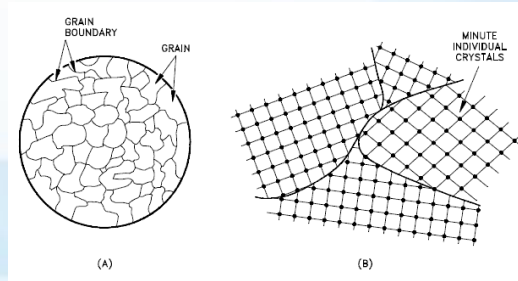 GRAIN
BOUNDARY
GRAIN
MINUTE
INDIVIDUAL
CRYSTALS
(A)
(B)